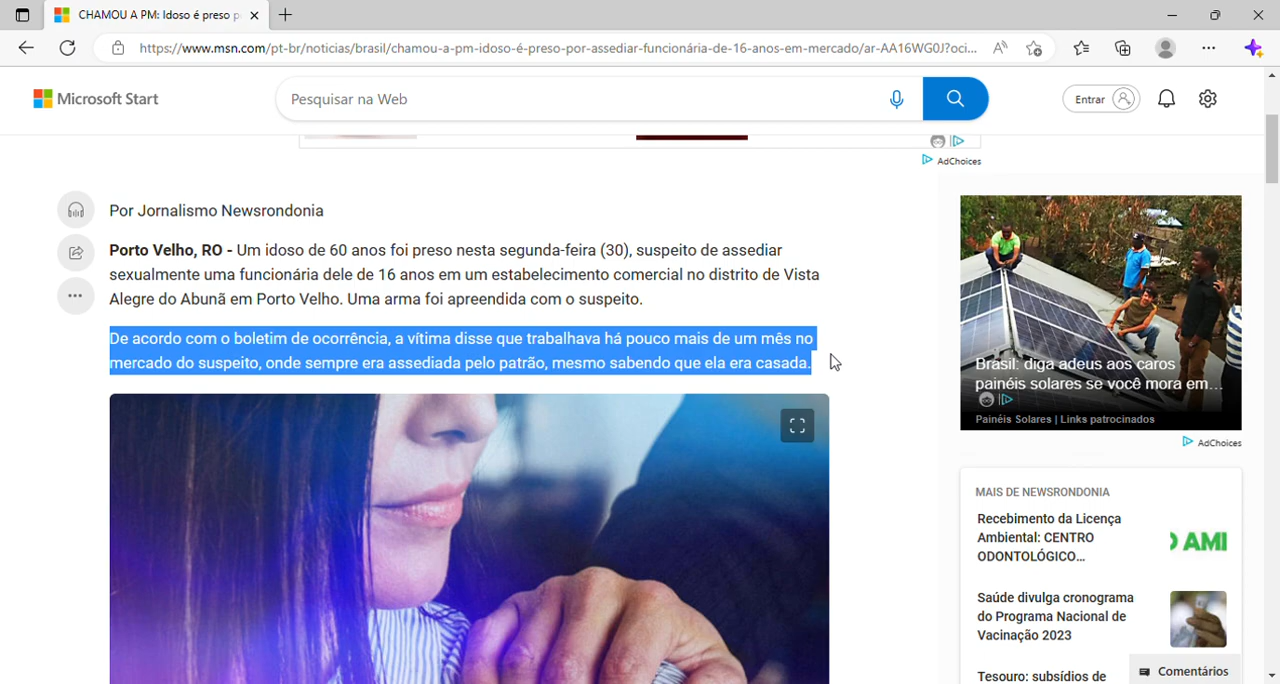 CHAMOU A PM: Idoso é preso p
https://www.msn.com/pt-br/noticias/brasil/chamou-a-pm-idoso-é-preso-por-assediar-funcionária-de-16-anos-em-mercado/ar-AA16WG0J?oci...
Microsoft Start
Pesquisar na Web
Entrar
AdChoices
Por Jornalismo Newsrondonia
Porto Velho, RO - Um idoso de 60 anos foi preso nesta segunda-feira (30), suspeito de assediar
sexualmente uma funcionária dele de 16 anos em um estabelecimento comercial no distrito de Vista
Alegre do Abunã em Porto Velho. Uma arma foi apreendida com o suspeito.
De acordo com o boletim de ocorrência, a vítima disse que trabalhava há pouco mais de um mês no
mercado do suspeito, onde sempre era assediada pelo patrão, mesmo sabendo que ela era casada.
Brasil: diga adeus aos caros
painéis solares se você mora em...
Painéis Solares | Links patrocinados
AdChoices
MAIS DE NEWSRONDONIA
Recebimento da Licença
Ambiental: CENTRO
ODONTOLÓGICO...
AMI
Saúde divulga cronograma
do Programa Nacional de
Vacinação 2023
Tesouro: subsídios de
Comentários